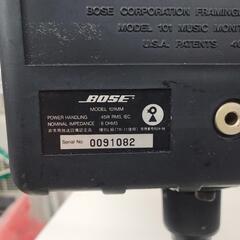 BOSE CORPORATION FRAMING
MODEL 101 MUSIC MONIT
U.S.A. PATENTS 4
BOSE
MODEL 101MM
POWER HANDLING 45W RMS, IEC
NOMINAL IMPEDANCE 6 OHMS
Serial No. 0091082